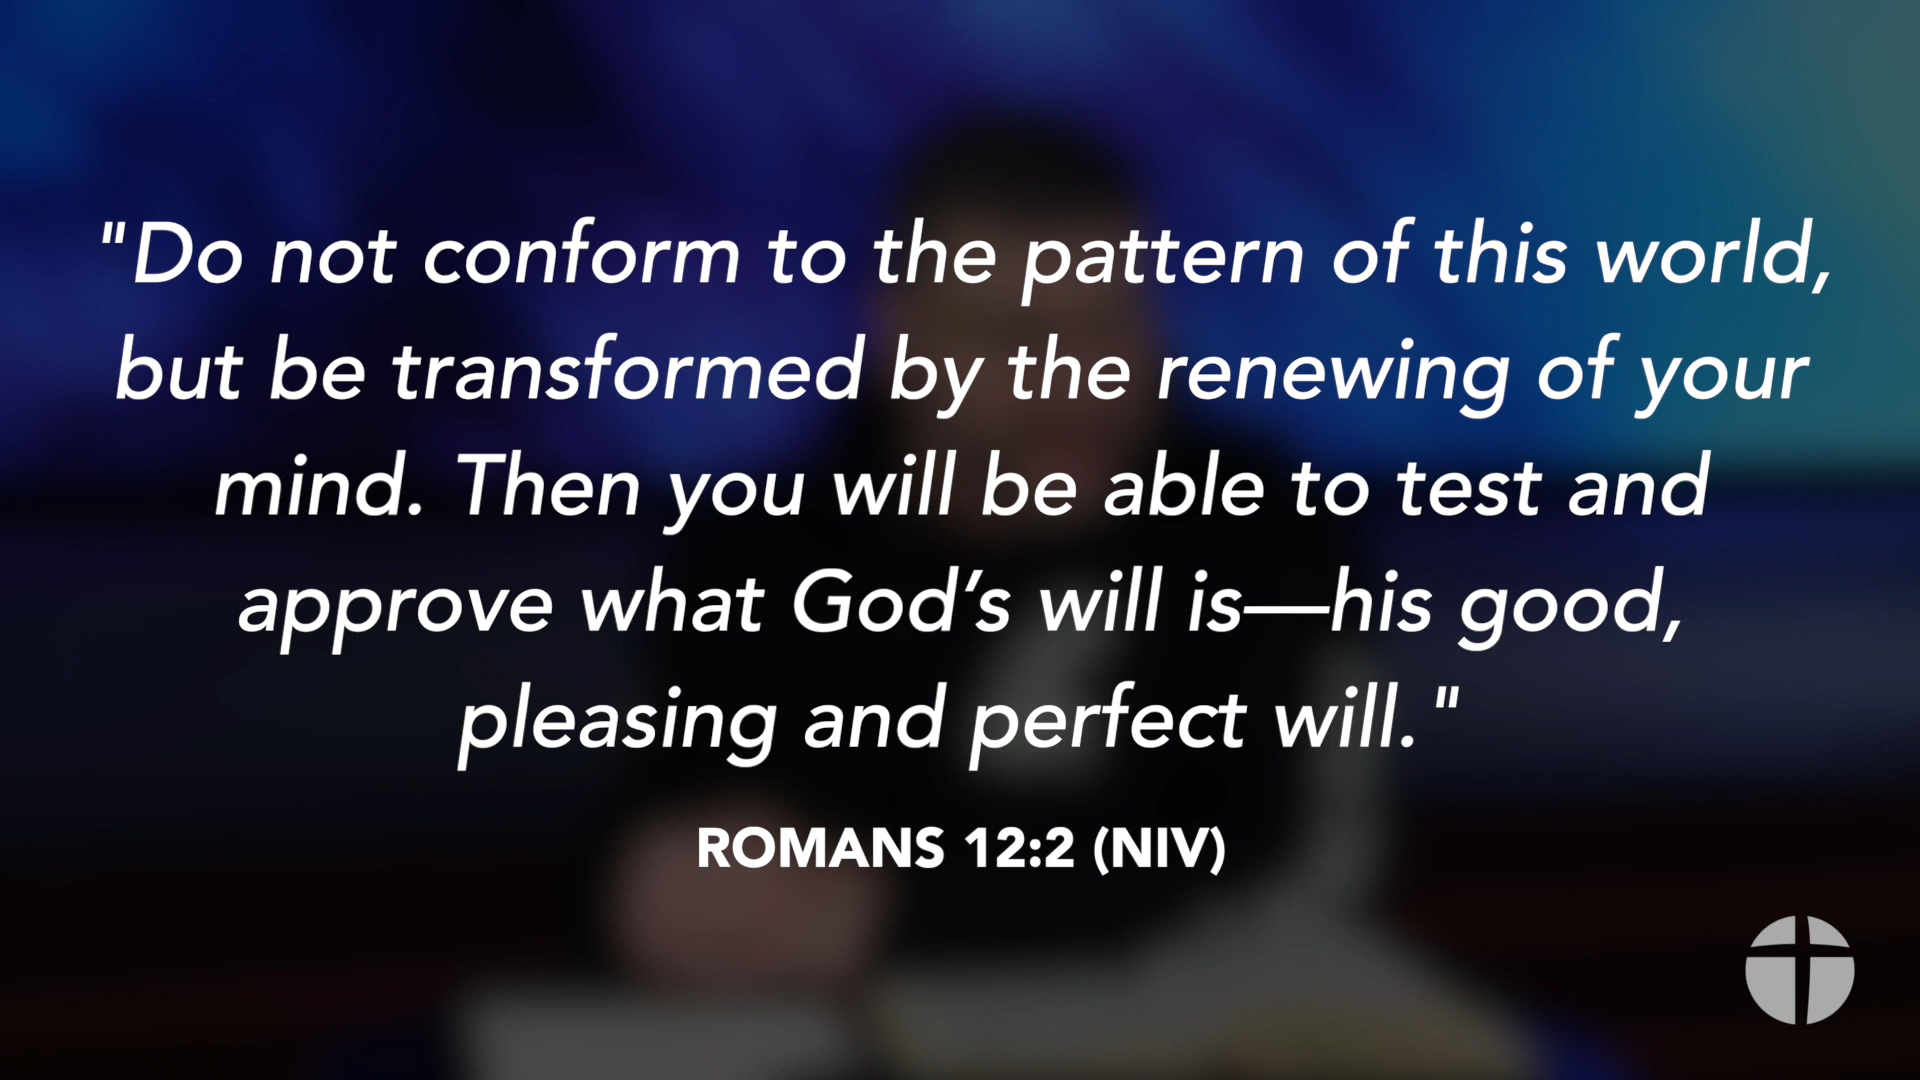 "Do not conform to the pattern of this world,
but be transformed by the renewing of your
mind. Then you will be able to test and
approve what God’s will is—his good,
pleasing and perfect will. "
ROMANS 12:2 (NIV)